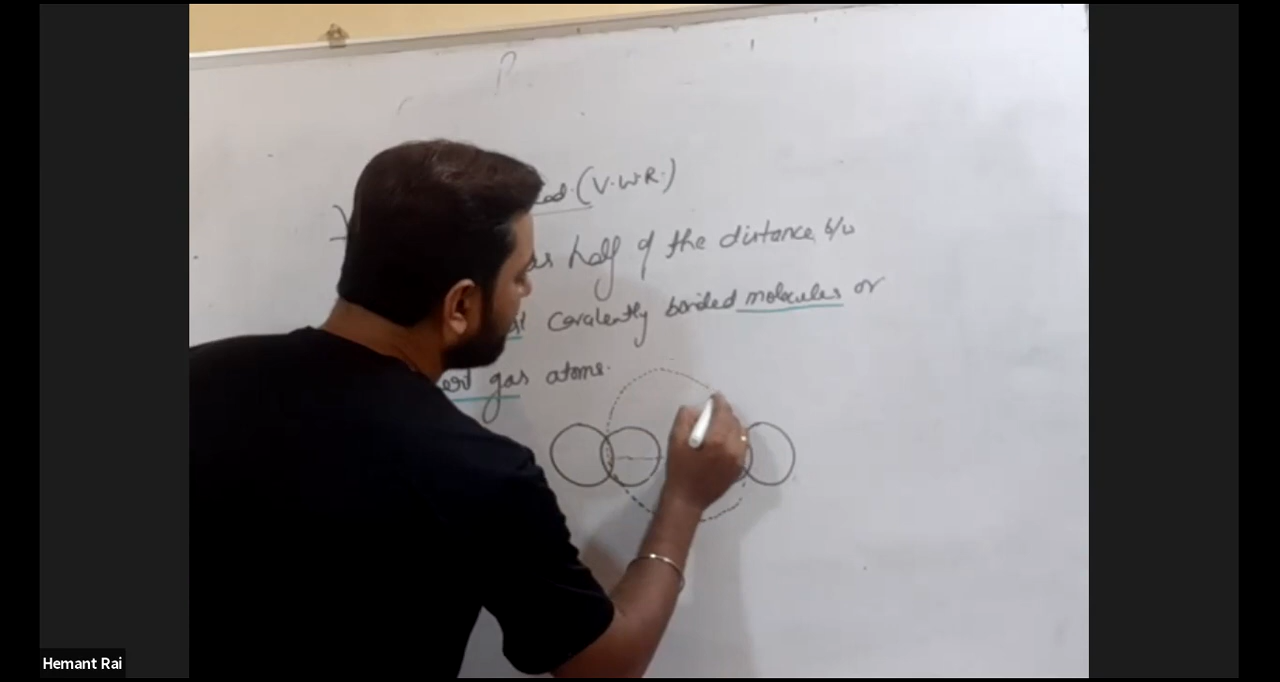 (V.W.R.)
as half of the distance b/w
covalently bonded molecules or
gas atoms.
Hemant Rai